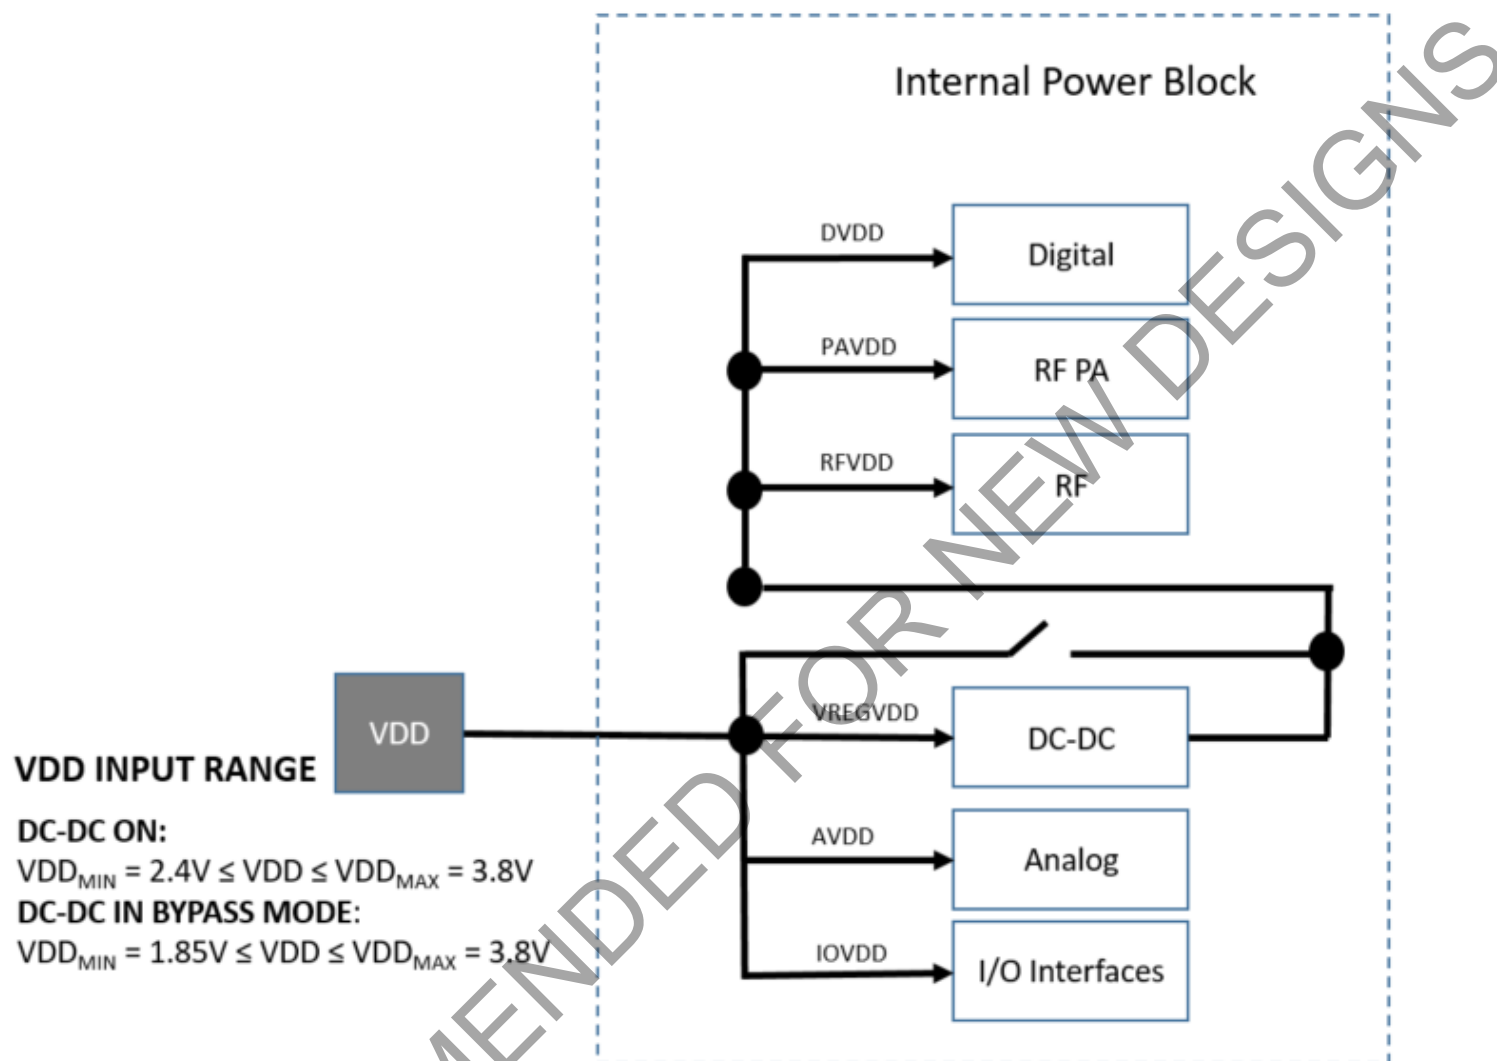 Internal Power Block
DVDD
Digital
PAVDD
RF PA
RFVDD
RF
VDD
VREGVDD
DC-DC
VDD INPUT RANGE
DC-DC ON:
VDDMIN = 2.4V ≤ VDD ≤ VDDMAX = 3.8V
DC-DC IN BYPASS MODE:
VDDMIN = 1.85V ≤ VDD ≤ VDDMAX = 3.8V
AVDD
Analog
IOVDD
I/O Interfaces
MENDED FOR NEW DESIGNS